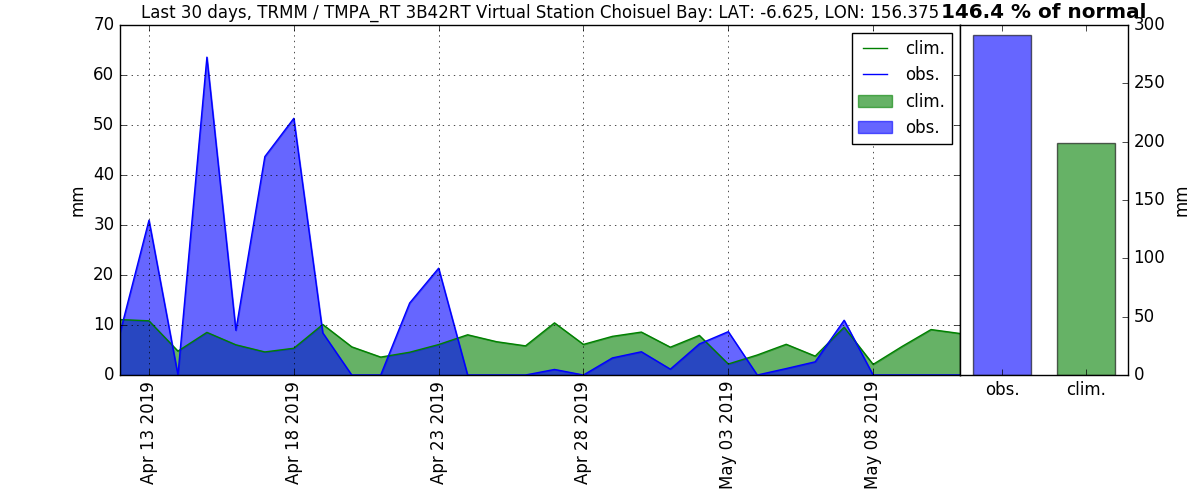 Last 30 days, TRMM / TMPA_RT 3B42RT Virtual Station Choisuel Bay: LAT: -6.625, LON: 156.375
146.4 % of normal
70
60
50
40
30
20
10
0
mm
clim.
obs.
clim.
obs.
Apr 13 2019
Apr 18 2019
Apr 23 2019
Apr 28 2019
May 03 2019
May 08 2019
300
250
200
150
100
50
0
mm
obs.
clim.